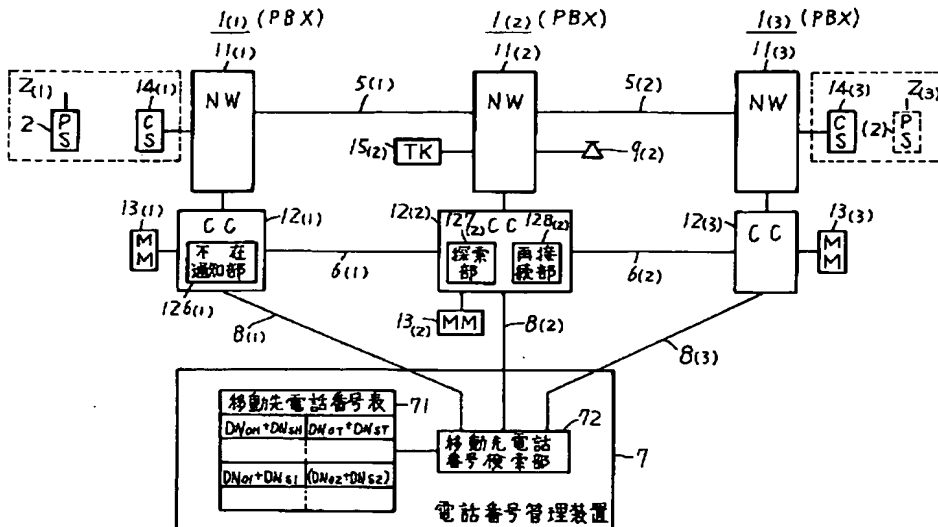 1(1) (PBX)
1(2) (PBX)
1(3) (PBX)
11(1)
11(2)
11(3)
Z(1)
14(1)
NW
5(1)
NW
5(2)
NW
14(3)
Z(3)
2
PS
CS
15(2)
TK
9(2)
CS
(2)
PS
13(1)
CC
12(1)
12(2)
CC
127(2)
128(2)
12(3)
CC
13(3)
MM
不在
通知部
6(1)
探索
部
再接
続部
6(2)
MM
126(1)
13(2)
MM
8(1)
8(2)
8(3)
移動先電話番号表
71
72
DNOH+DNSH
DNOT+DNST
移動先電話
番号検索部
7
DNO1+DNS1
(DNO2+DNS2)
電話番号管理装置